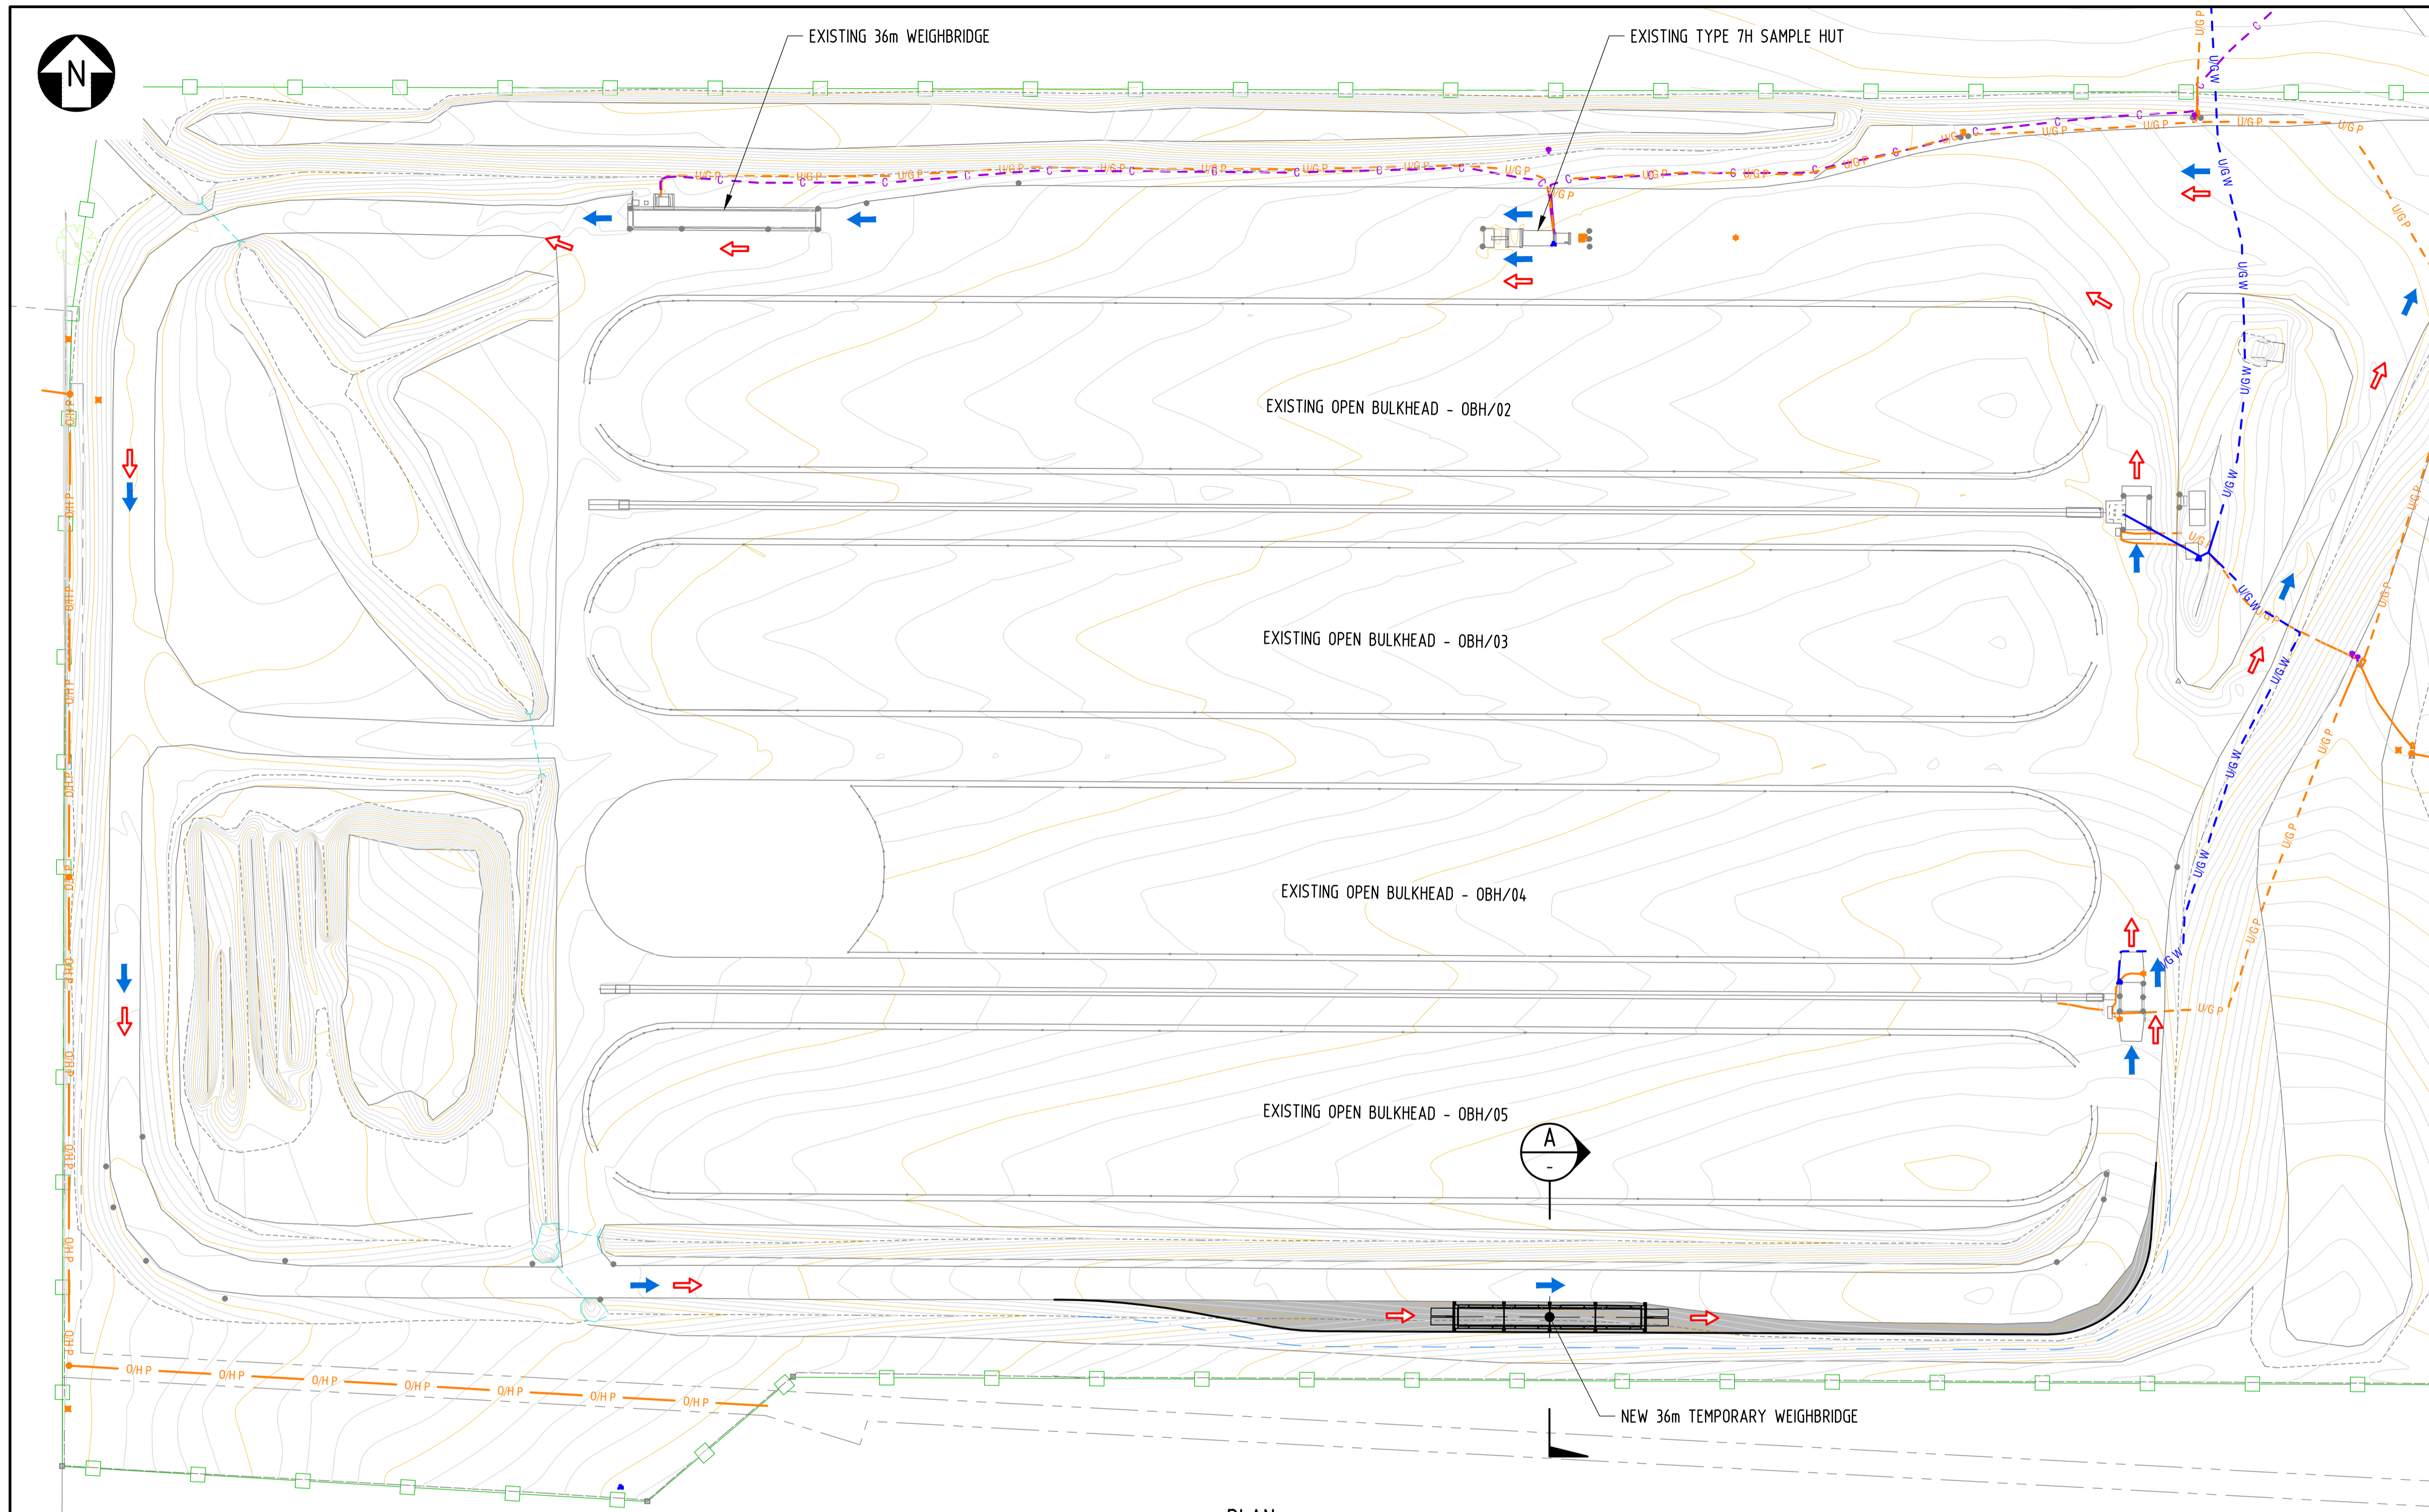 N
EXISTING 36m WEIGHBRIDGE
EXISTING TYPE 7H SAMPLE HUT
EXISTING OPEN BULKHEAD - OBH/02
EXISTING OPEN BULKHEAD - OBH/03
EXISTING OPEN BULKHEAD - OBH/04
EXISTING OPEN BULKHEAD - OBH/05
A
-
NEW 36m TEMPORARY WEIGHBRIDGE
U/G P
U/G W
C
O/H P